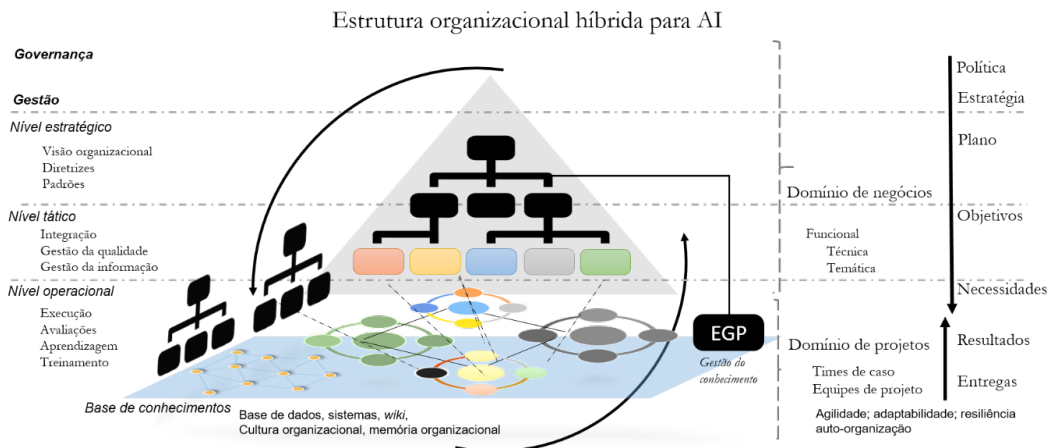 Estrutura organizacional híbrida para AI
Governança
Gestão
Nível estratégico
Visão organizacional
Diretrizes
Padrões
Nível tático
Integração
Gestão da qualidade
Gestão da informação
Nível operacional
Execução
Avaliações
Aprendizagem
Treinamento
Base de conhecimentos
Base de dados, sistemas, wiki,
Cultura organizacional, memória organizacional
EGP
Gestão do
conhecimento
Domínio de negócios
Funcional
Técnica
Temática
Domínio de projetos
Times de caso
Equipes de projeto
Política
Estratégia
Plano
Objetivos
Necessidades
Resultados
Entregas
Agilidade; adaptabilidade; resiliência
auto-organização